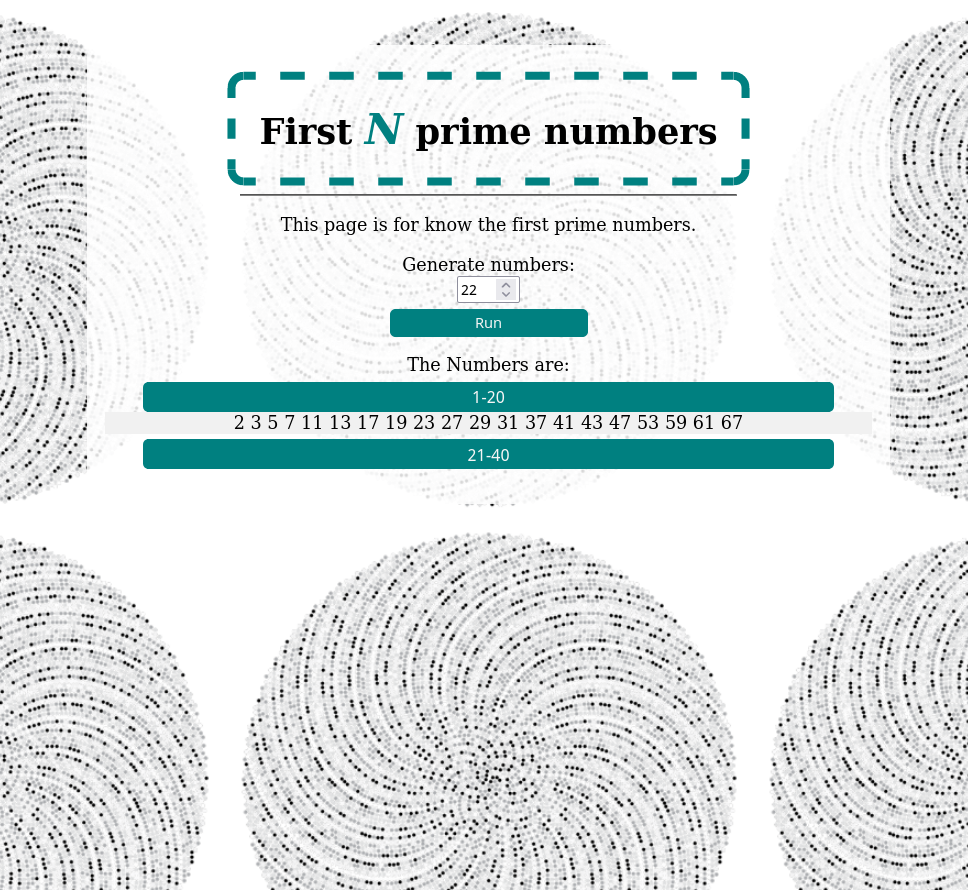 First N prime numbers
This page is for know the first prime numbers.
Generate numbers:
22
Run
The Numbers are:
1-20
2 3 5 7 11 13 17 19 23 27 29 31 37 41 43 47 53 59 61 67
21-40